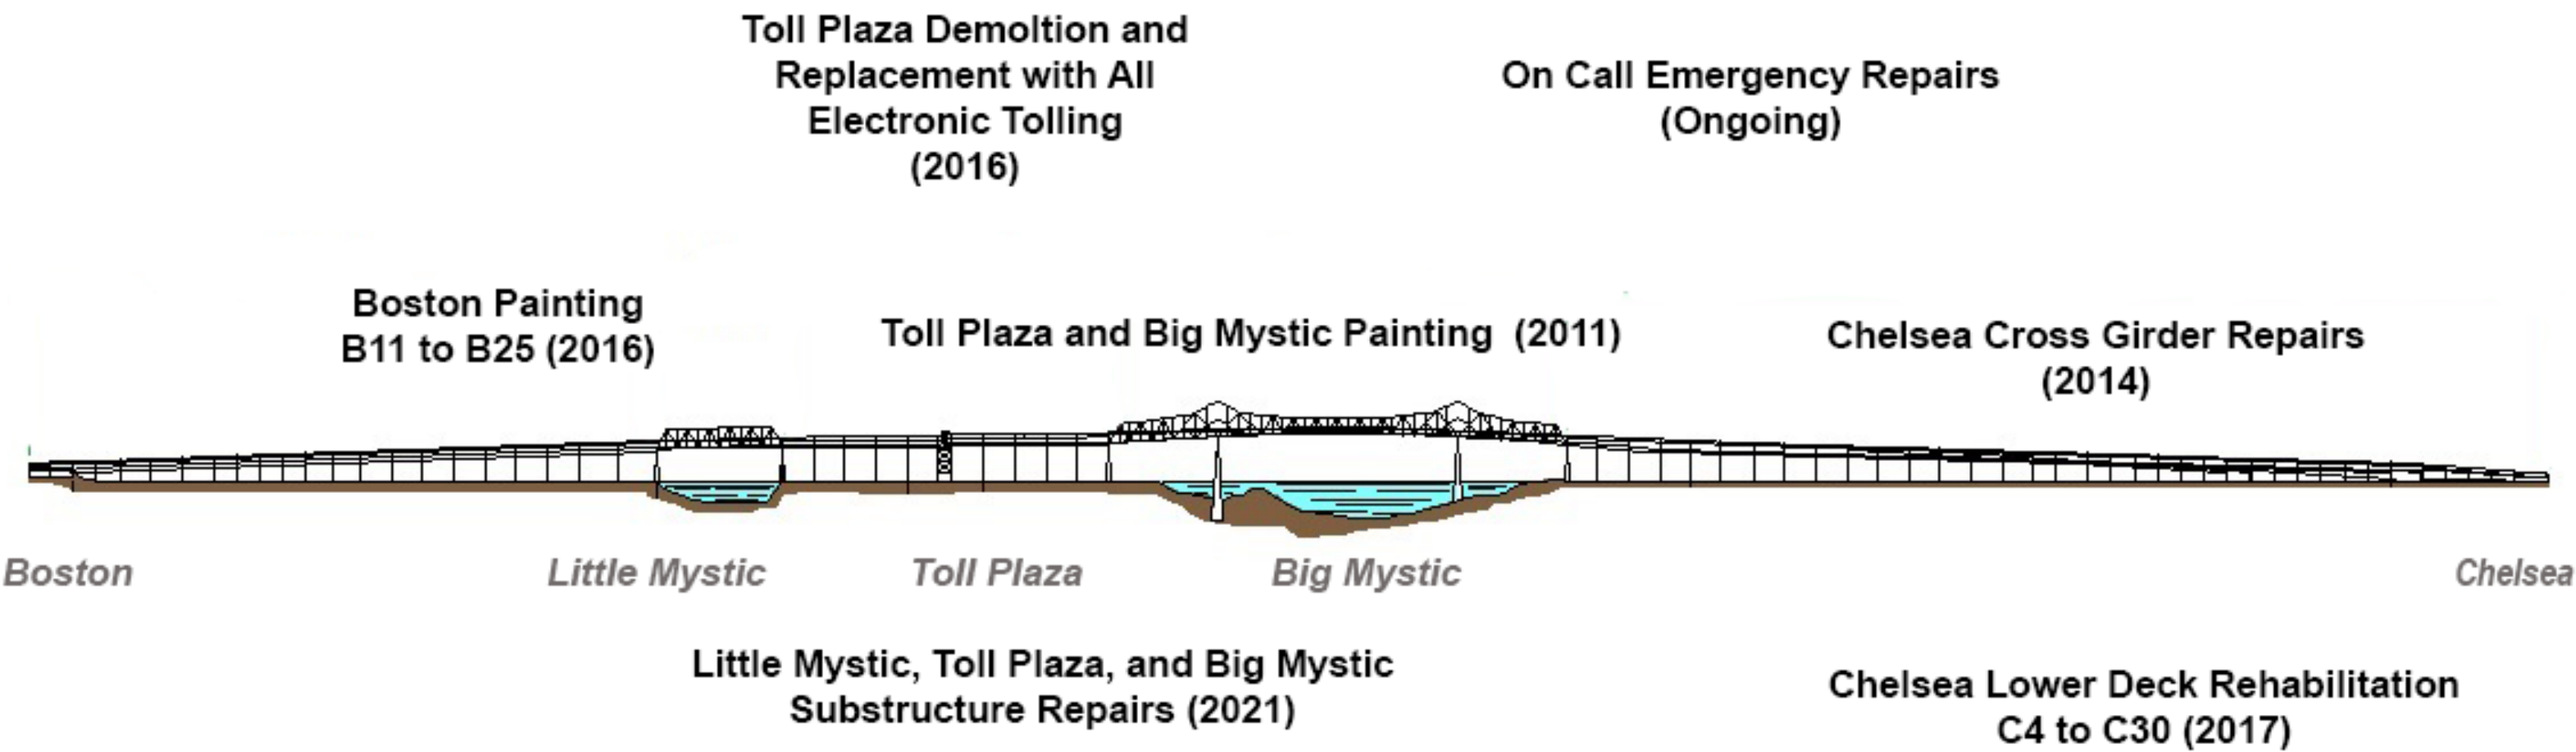 Toll Plaza Demoltion and
Replacement with All
Electronic Tolling
(2016)
On Call Emergency Repairs
(Ongoing)
Boston Painting
B11 to B25 (2016)
Toll Plaza and Big Mystic Painting (2011)
Chelsea Cross Girder Repairs
(2014)
Boston
Little Mystic
Toll Plaza
Big Mystic
Chelsea
Little Mystic, Toll Plaza, and Big Mystic
Substructure Repairs (2021)
Chelsea Lower Deck Rehabilitation
C4 to C30 (2017)